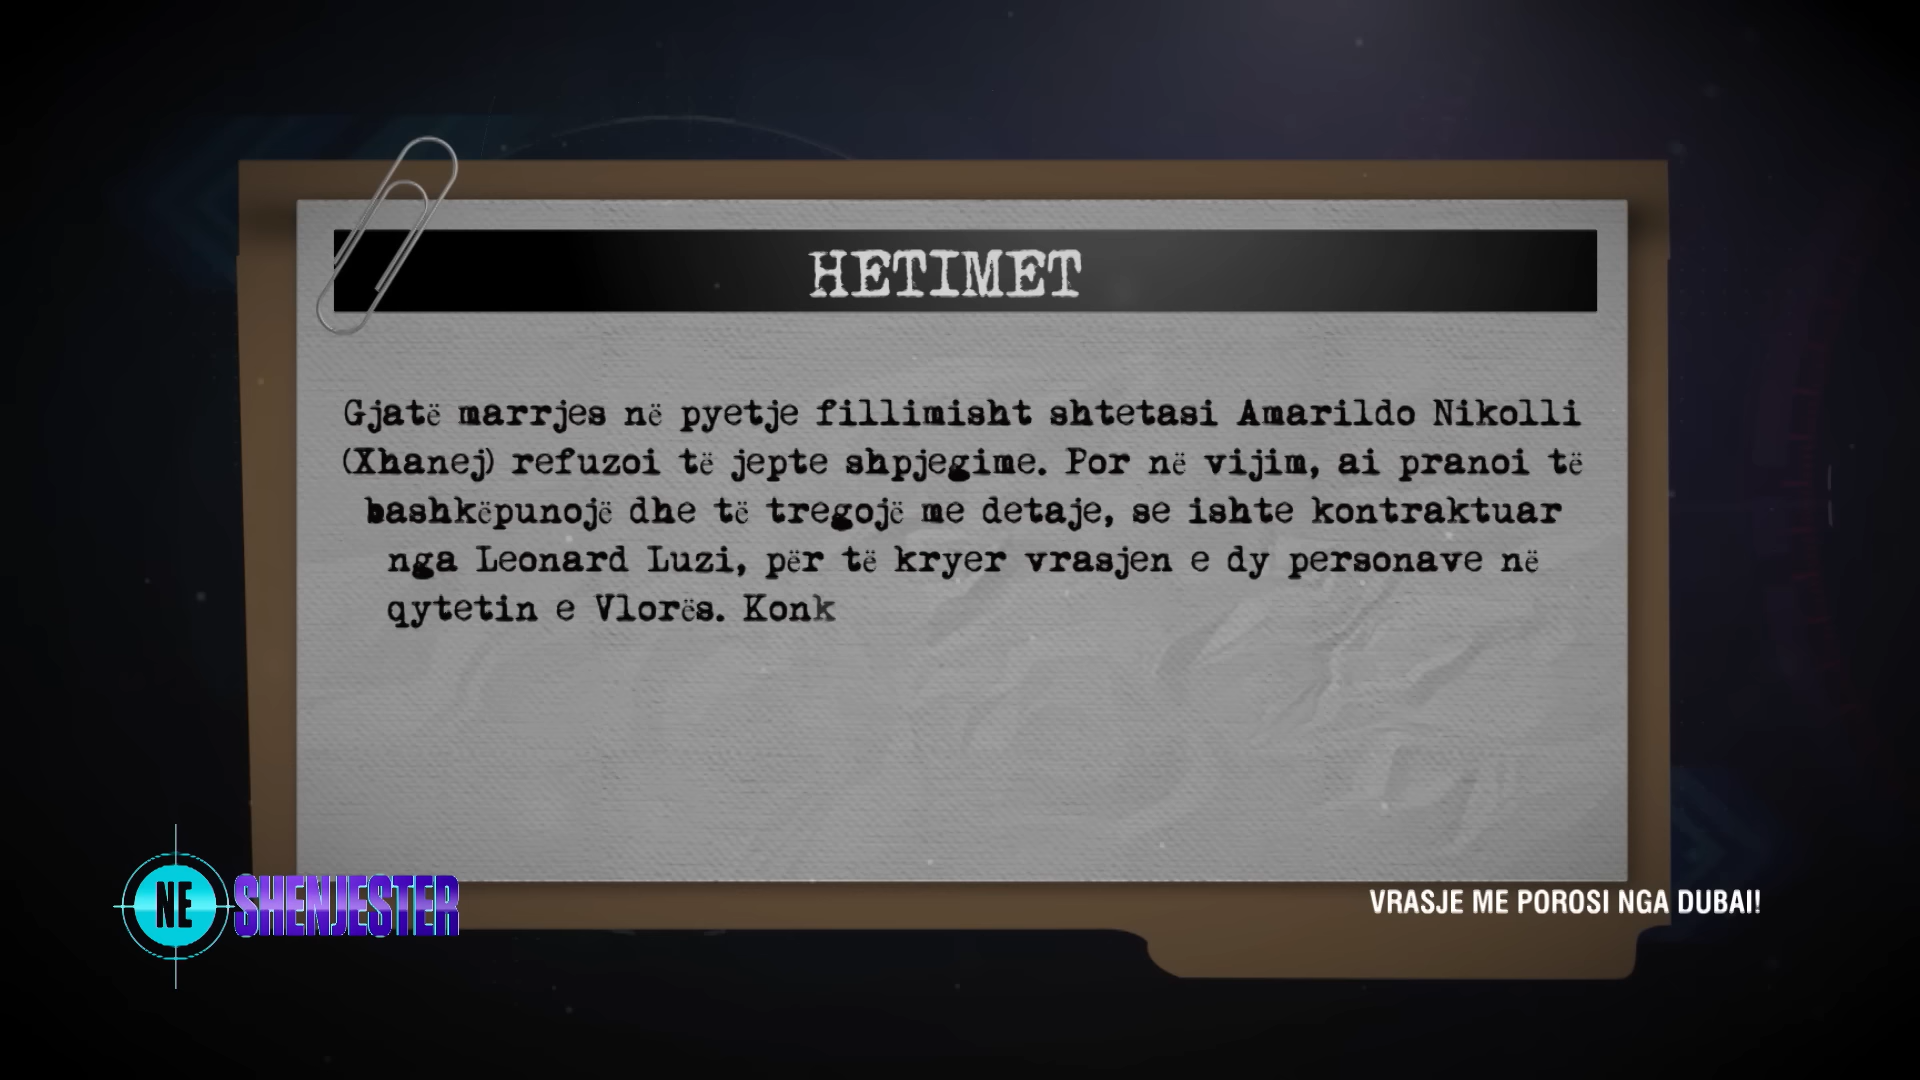 HETIMET
Gjatë marrjes në pyetje fillimisht shtetasi Amarildo Nikolli
(Xhanej) refuzoi të jepte shpjegime. Por në vijim, ai pranoi të
bashkëpunojë dhe të tregojë me detaje, se ishte kontraktuar
nga Leonard Luzi, për të kryer vrasjen e dy personave në
qytetin e Vlorës. Konk
NE SHENJESTER
VRASJE ME POROSI NGA DUBAI!